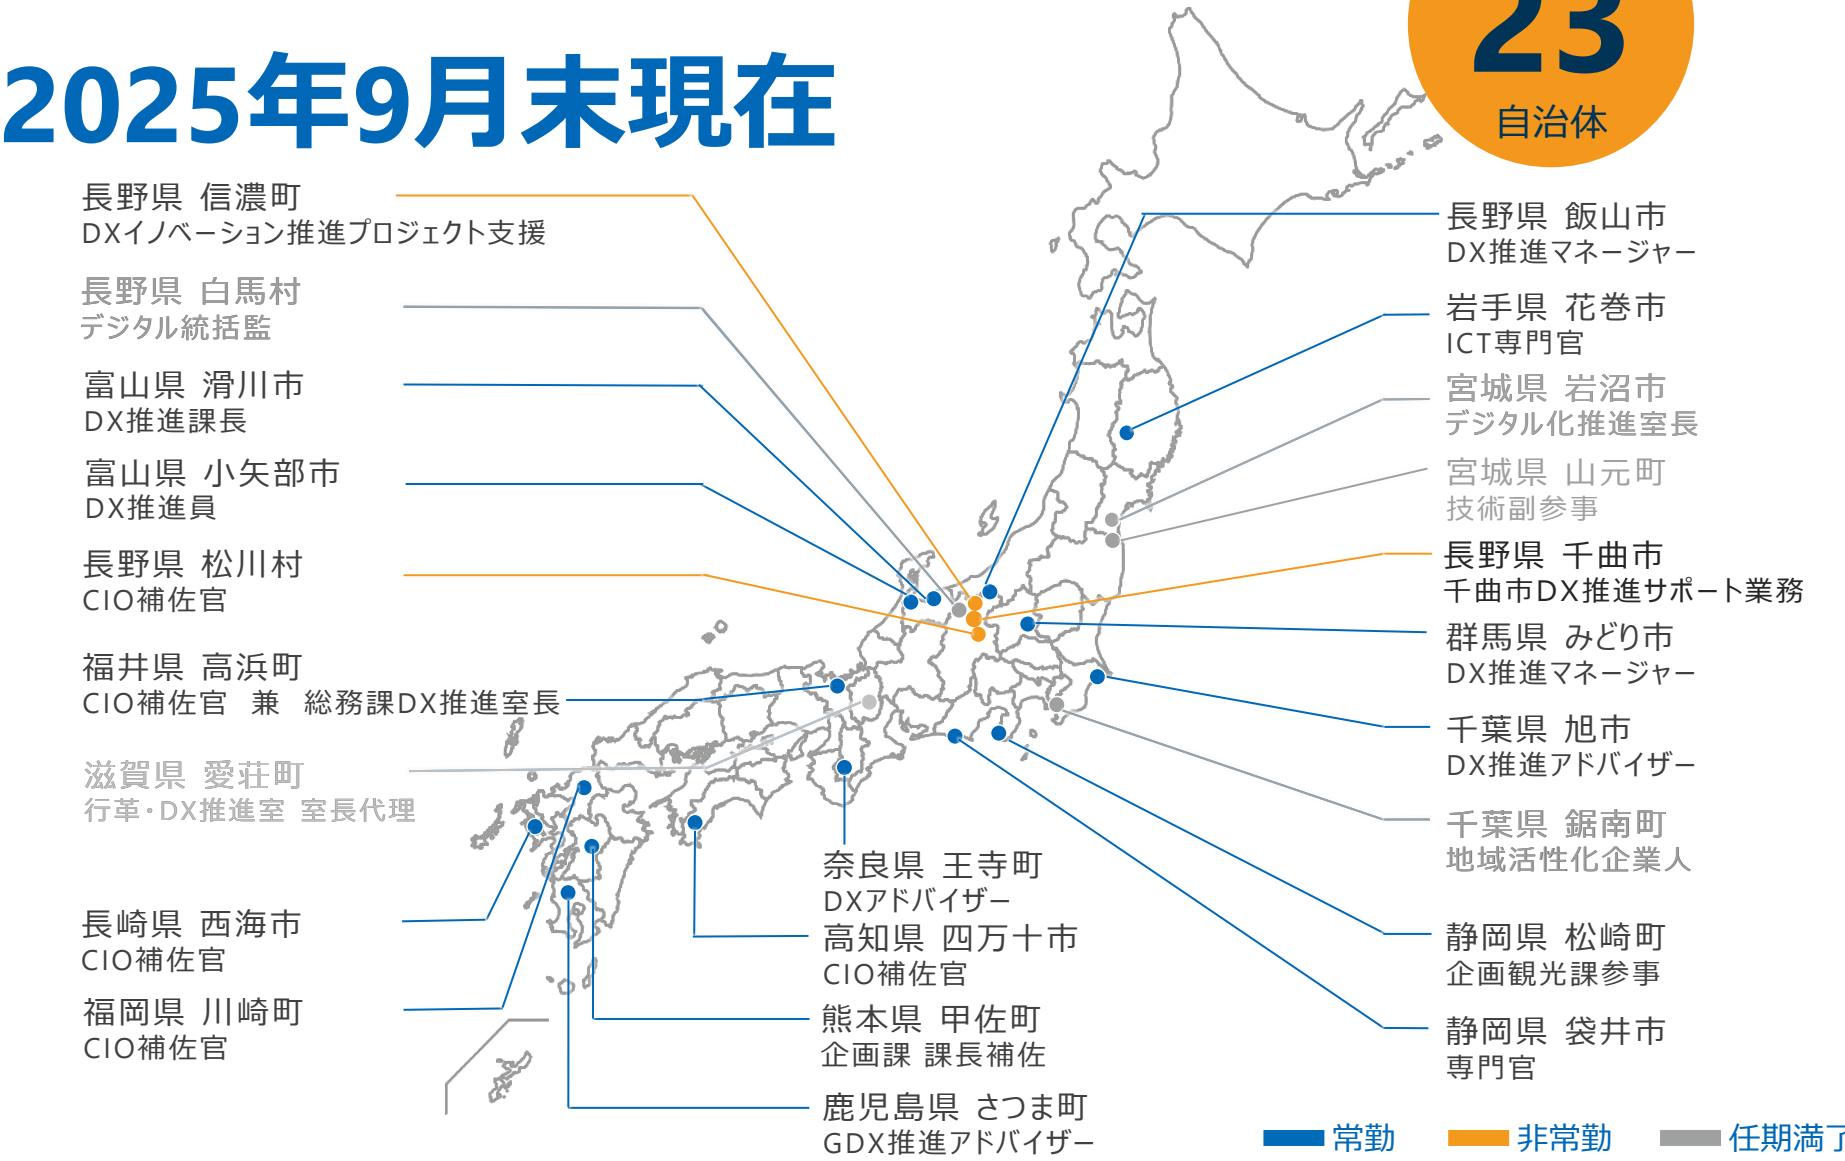 23
自治体
2025年9月末現在
長野県 信濃町
DXイノベーション推進プロジェクト支援
長野県 白馬村
デジタル統括監
富山県 滑川市
DX推進課長
富山県 小矢部市
DX推進員
長野県 松川村
CIO補佐官
福井県 高浜町
CIO補佐官 兼 総務課DX推進室長
滋賀県 愛荘町
行革・DX推進室 室長代理
長崎県 西海市
CIO補佐官
福岡県 川崎町
CIO補佐官
奈良県 王寺町
DXアドバイザー
高知県 四万十市
CIO補佐官
熊本県 甲佐町
企画課 課長補佐
鹿児島県 さつま町
GDX推進アドバイザー
長野県 飯山市
DX推進マネージャー
岩手県 花巻市
ICT専門官
宮城県 岩沼市
デジタル化推進室長
宮城県 山元町
技術副参事
長野県 千曲市
千曲市DX推進サポート業務
群馬県 みどり市
DX推進マネージャー
千葉県 旭市
DX推進アドバイザー
千葉県 鋸南町
地域活性化企業人
静岡県 松崎町
企画観光課参事
静岡県 袋井市
専門官
常勤 非常勤 任期満了